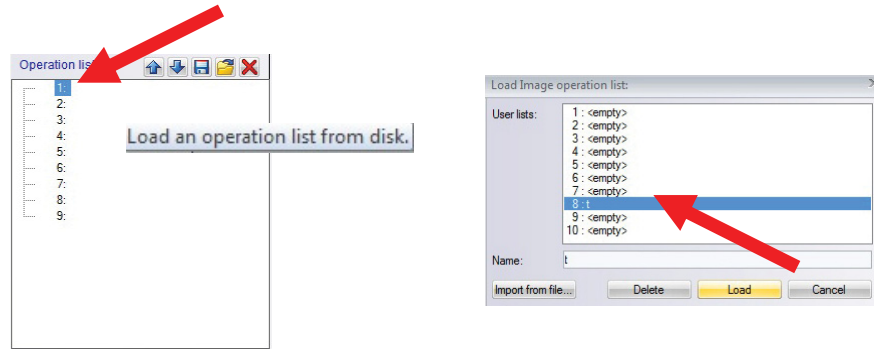 Operation lis
1:
2:
3:
4:
5:
6:
7:
8:
9:
Load an operation list from disk.
Load Image operation list:
User lists:
1 : <empty>
2 : <empty>
3 : <empty>
4 : <empty>
5 : <empty>
6 : <empty>
7 : <empty>
8 : t
9 : <empty>
10 : <empty>
Name: t
Import from file... Delete Load Cancel